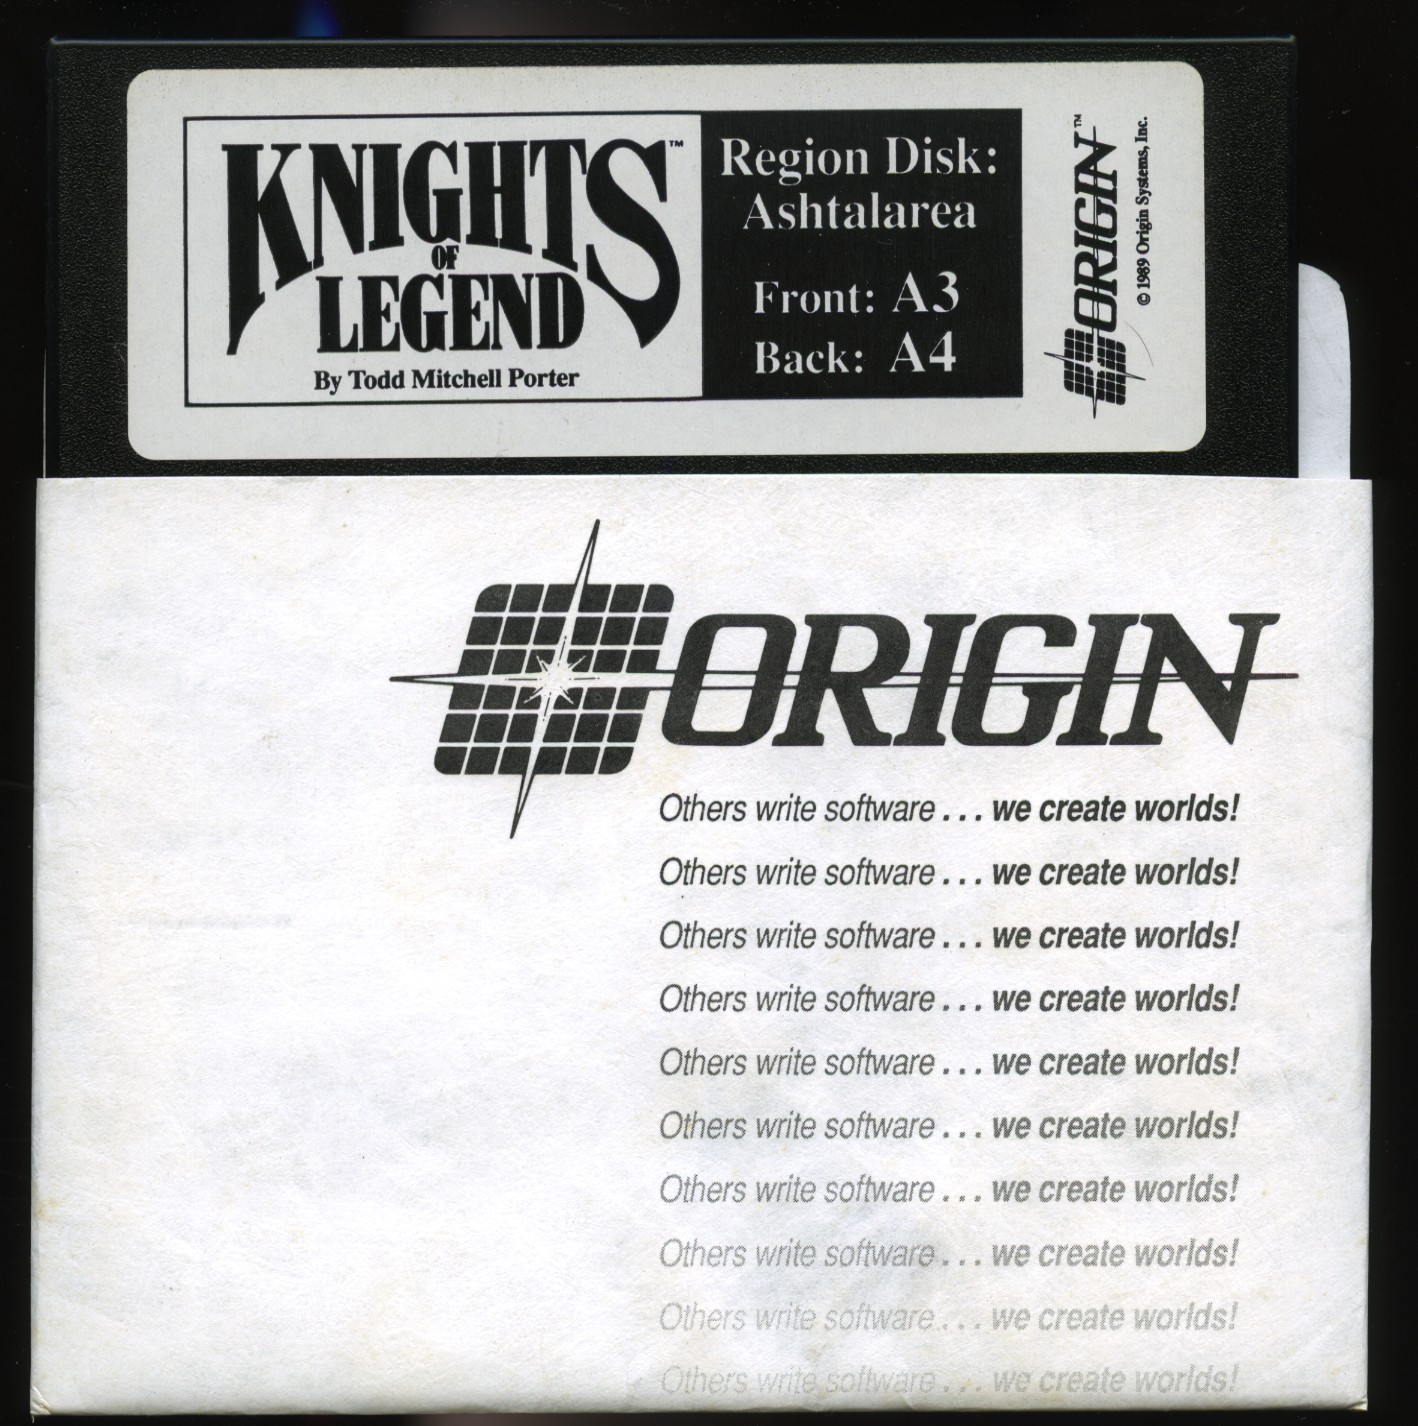 KNIGHTS™
OF
LEGEND
By Todd Mitchell Porter
Region Disk:
Ashtalarea
Front: A3
Back: A4
ORIGIN™
© 1989 Origin Systems, Inc.
ORIGIN
Others write software . . . we create worlds!
Others write software . . . we create worlds!
Others write software . . . we create worlds!
Others write software . . . we create worlds!
Others write software . . . we create worlds!
Others write software . . . we create worlds!
Others write software . . . we create worlds!
Others write software . . . we create worlds!
Others write software . . . we create worlds!
Others write software . . . we create worlds!